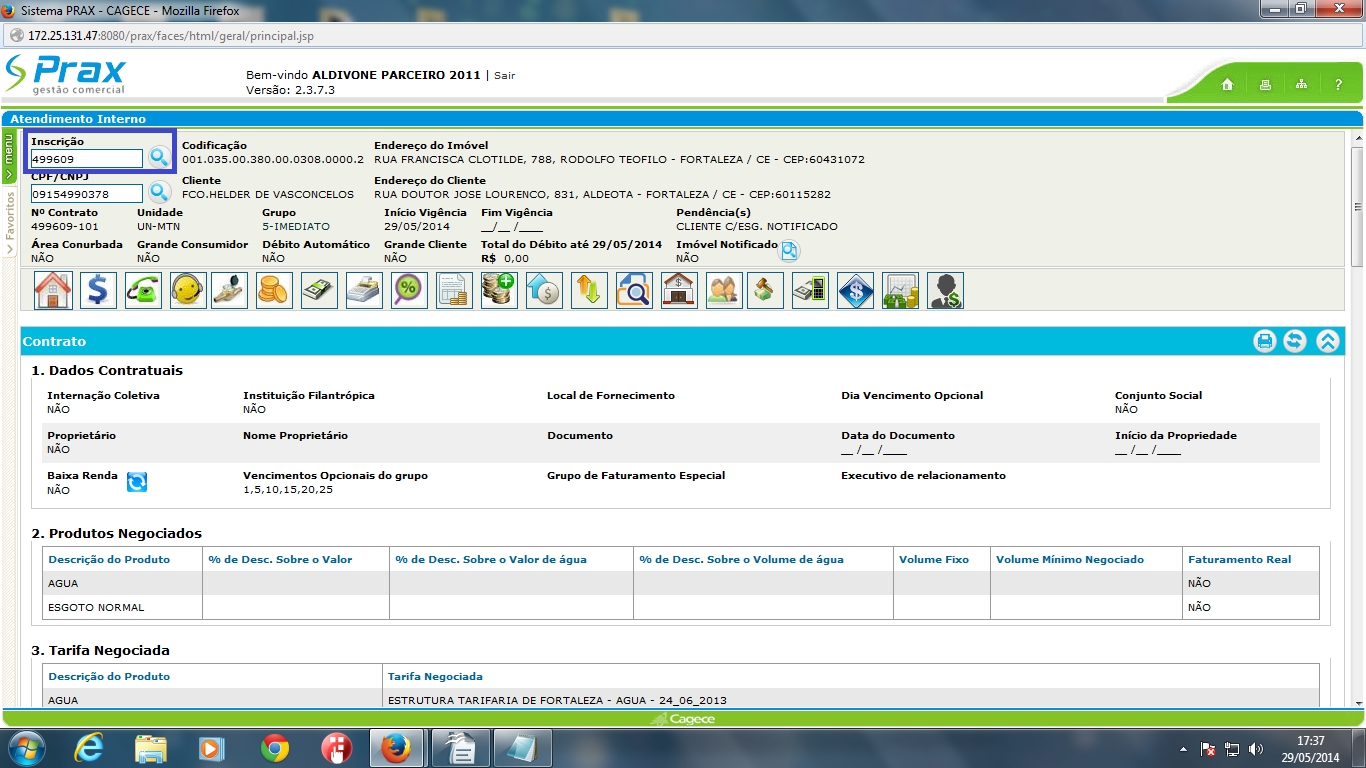 Sistema PRAX - CAGECE - Mozilla Firefox
172.25.131.47:8080/prax/faces/html/geral/principal.jsp
Prax
gestão comercial
Bem-vindo ALDIVONE PARCEIRO 2011 | Sair
Versão: 2.3.7.3
?
Atendimento Interno
menu
Favoritos
Inscrição
499609
Codificação
001.035.00.380.00.0308.0000.2
Endereço do Imóvel
RUA FRANCISCA CLOTILDE, 788, RODOLFO TEOFILO - FORTALEZA / CE - CEP:60431072
CPF/CNPJ
09154990378
Cliente
FCO.HELDER DE VASCONCELOS
Endereço do Cliente
RUA DOUTOR JOSE LOURENCO, 831, ALDEOTA - FORTALEZA / CE - CEP:60115282
Nº Contrato Unidade Grupo Início Vigência Fim Vigência Pendência(s)
499609-101 UN-MTN 5-IMEDIATO 29/05/2014 __/__ /____ CLIENTE C/ESG. NOTIFICADO
Área Conurbada Grande Consumidor Débito Automático Grande Cliente Total do Débito até 29/05/2014 Imóvel Notificado
NÃO NÃO NÃO NÃO R$ 0,00 NÃO
Contrato
1. Dados Contratuais
Internação Coletiva Instituição Filantrópica Local de Fornecimento Dia Vencimento Opcional Conjunto Social
NÃO NÃO NÃO
Proprietário Nome Proprietário Documento Data do Documento Início da Propriedade
NÃO __ /__ /____ __ /__ /____
Baixa Renda Vencimentos Opcionais do grupo Grupo de Faturamento Especial Executivo de relacionamento
NÃO 1,5,10,15,20,25
2. Produtos Negociados
Descrição do Produto % de Desc. Sobre o Valor % de Desc. Sobre o Valor de água % de Desc. Sobre o Volume de água Volume Fixo Volume Mínimo Negociado Faturamento Real
AGUA NÃO
ESGOTO NORMAL NÃO
3. Tarifa Negociada
Descrição do Produto Tarifa Negociada
AGUA ESTRUTURA TARIFARIA DE FORTALEZA - AGUA - 24_06_2013
Cagece
17:37
29/05/2014